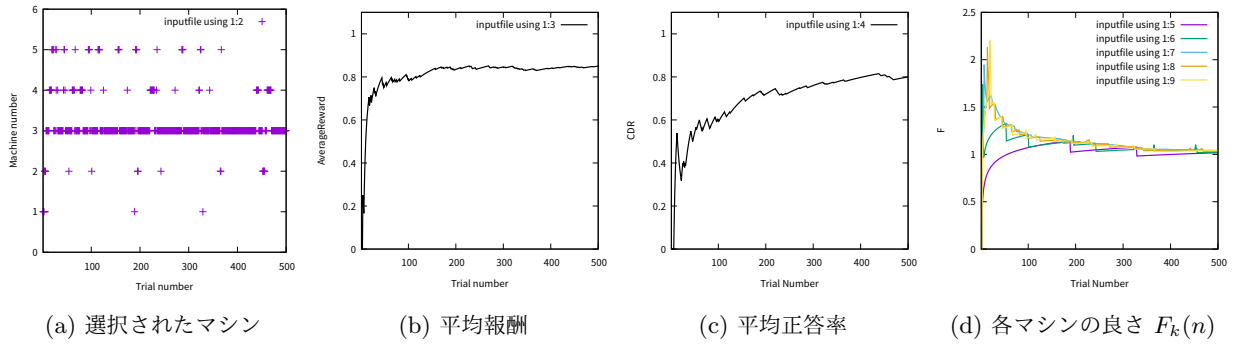 6
5
4
3
2
1
0
100 200 300 400 500
Machine number
Trial number
inputfile using 1:2
(a) 選択されたマシン
1
0.8
0.6
0.4
0.2
0
100 200 300 400 500
AverageReward
Trial number
inputfile using 1:3
(b) 平均報酬
1
0.8
0.6
0.4
0.2
0
100 200 300 400 500
CDR
Trial Number
inputfile using 1:4
(c) 平均正答率
2.5
2
1.5
1
0.5
0
100 200 300 400 500
F
Trial Number
inputfile using 1:5
inputfile using 1:6
inputfile using 1:7
inputfile using 1:8
inputfile using 1:9
(d) 各マシンの良さ Fₖ(n)